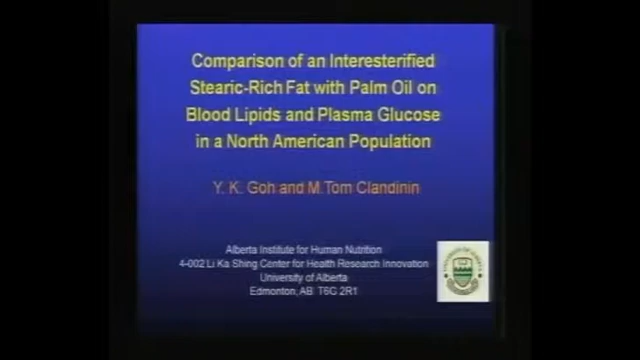 Comparison of an Interesterified
Stearic-Rich Fat with Palm Oil on
Blood Lipids and Plasma Glucose
in a North American Population
Y. K. Goh and M.Tom Clandinin
Alberta Institute for Human Nutrition
4-002 Li Ka Shing Center for Health Research Innovation
University of Alberta
Edmonton, AB T6G 2R1